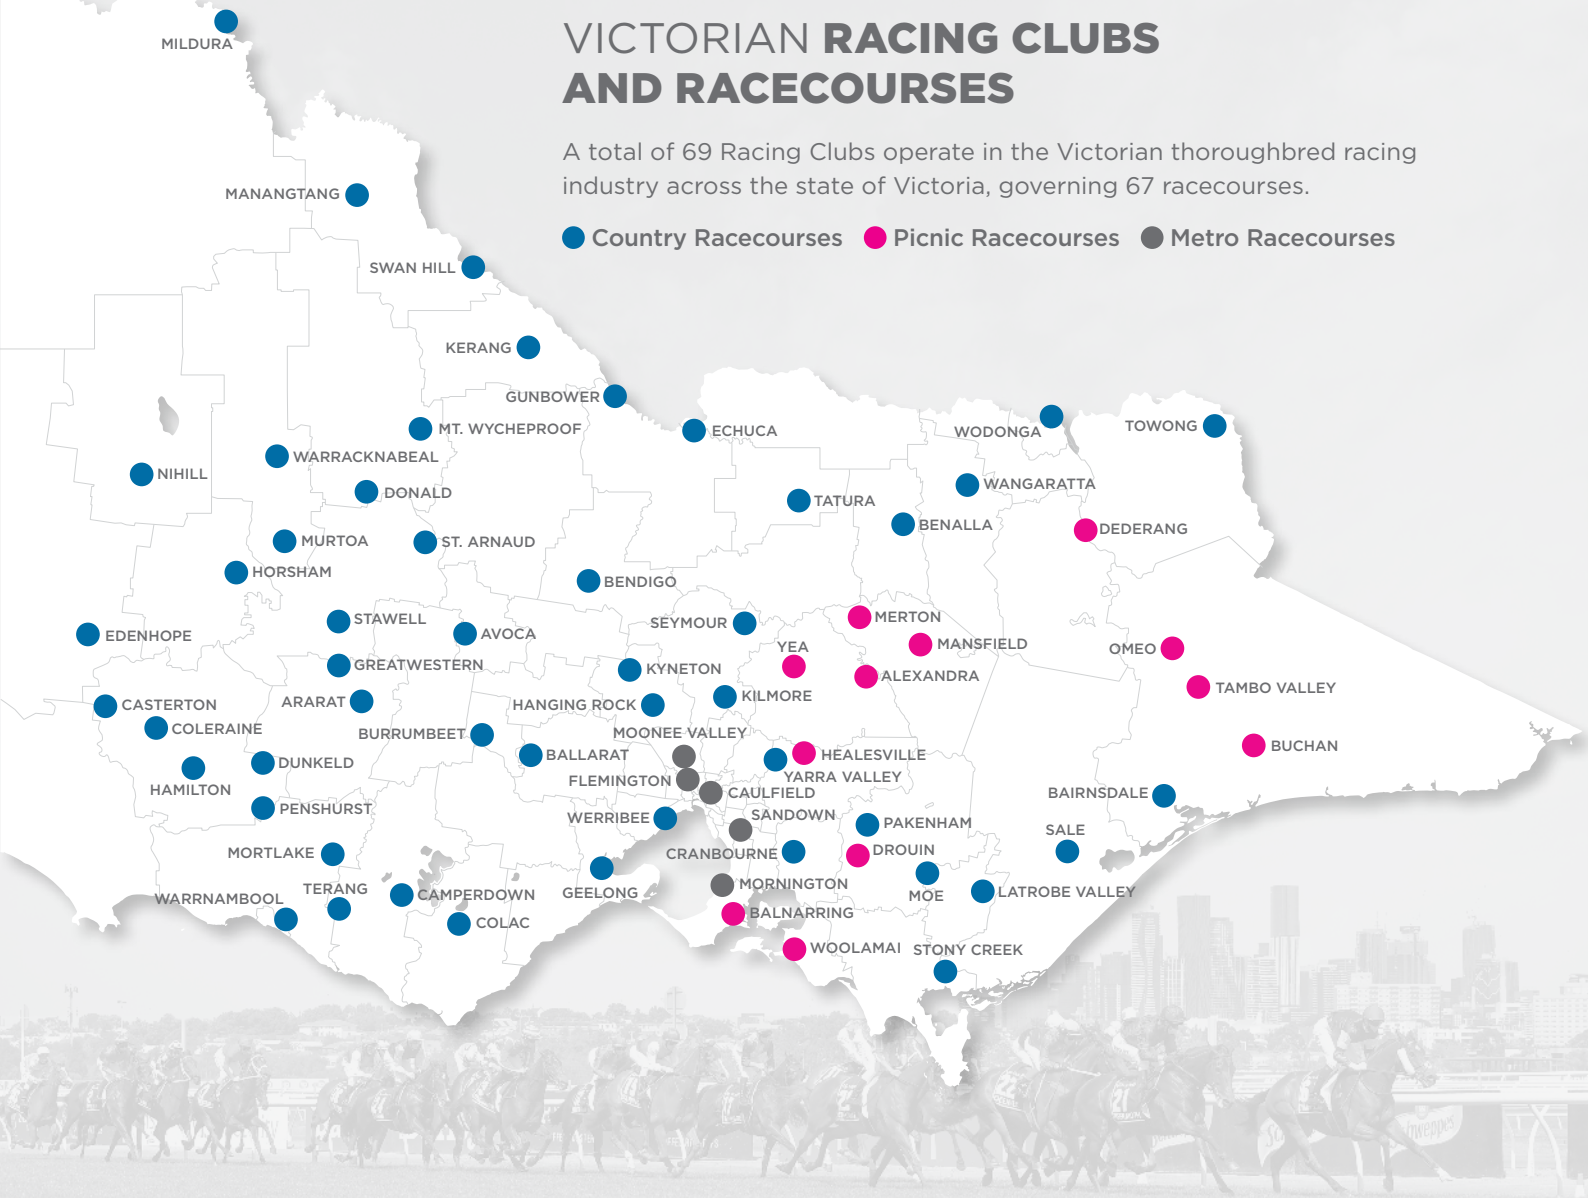 VICTORIAN RACING CLUBS
AND RACECOURSES
A total of 69 Racing Clubs operate in the Victorian thoroughbred racing
industry across the state of Victoria, governing 67 racecourses.
Country Racecourses
Picnic Racecourses
Metro Racecourses
MILDURA
MANANGTANG
SWAN HILL
KERANG
GUNBOWER
MT. WYCHEPROOF
ECHUCA
WODONGA
TOWONG
WARRACKNABEAL
NIHILL
DONALD
TATURA
WANGARATTA
BENALLA
DEDERANG
MURTOA
ST. ARNAUD
HORSHAM
BENDIGO
STAWELL
AVOCA
EDENHOPE
SEYMOUR
MERTON
MANSFIELD
YEA
OMEO
GREATWESTERN
KYNETON
ALEXANDRA
TAMBO VALLEY
CASTERTON
ARARAT
HANGING ROCK
KILMORE
COLERAINE
BURRUMBEET
MOONEE VALLEY
BUCHAN
DUNKELD
BALLARAT
HEALESVILLE
FLEMINGTON
YARRA VALLEY
HAMILTON
CAULFIELD
BAIRNSDALE
PENSHURST
WERRIBEE
SANDOWN
PAKENHAM
SALE
MORTLAKE
CRANBOURNE
DROUIN
TERANG
CAMPERDOWN
GEELONG
MORNINGTON
MOE
LATROBE VALLEY
WARRNAMBOOL
COLAC
BALNARRING
WOOLAMAI
STONY CREEK